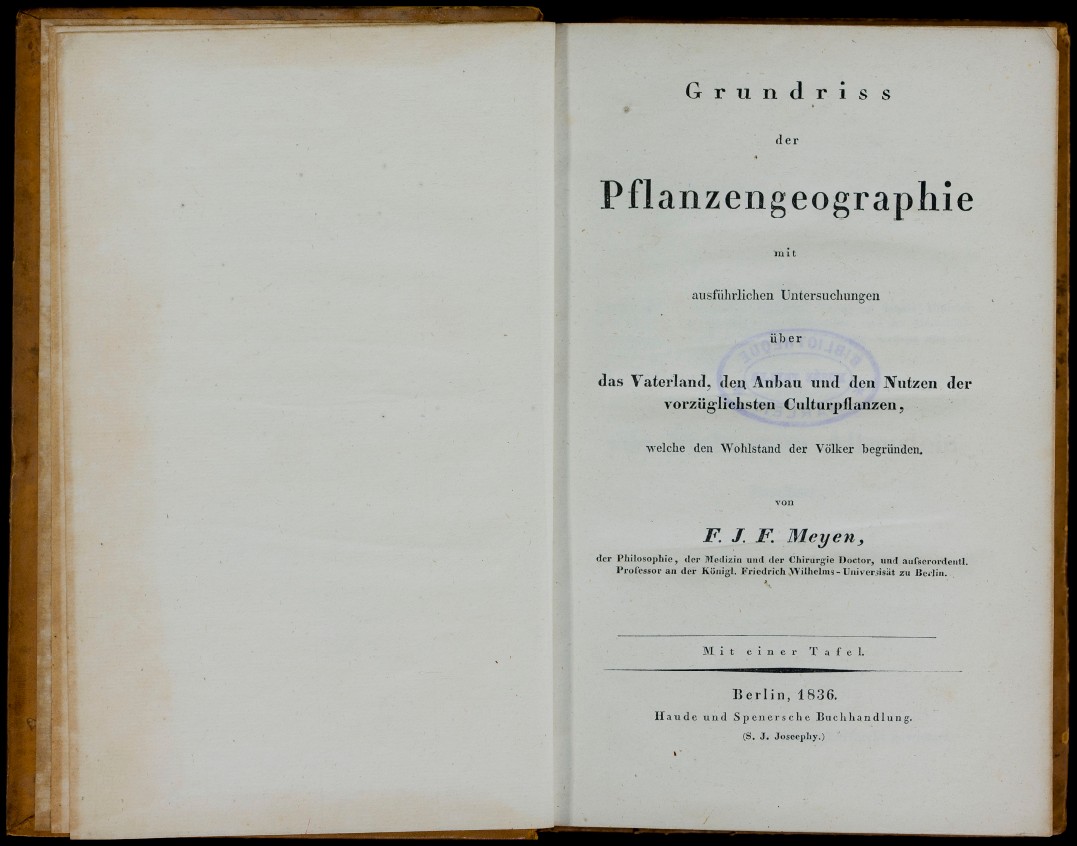 Grundriss
der
Pflanzengeographie
mit
ausführlichen Untersuchungen
über
das Vaterland, den Anbau und den Nutzen der
vorzüglichsten Culturpflanzen,
welche den Wohlstand der Völker begründen.
von
F. J. F. Meyen,
der Philosophie, der Medizin und der Chirurgie Doctor, und aufserordentl.
Professor an der Königl. Friedrich Wilhelms-Universität zu Berlin.
Mit einer Tafel.
Berlin, 1836.
Haude und Spenersche Buchhandlung.
(S. J. Joseephy.)